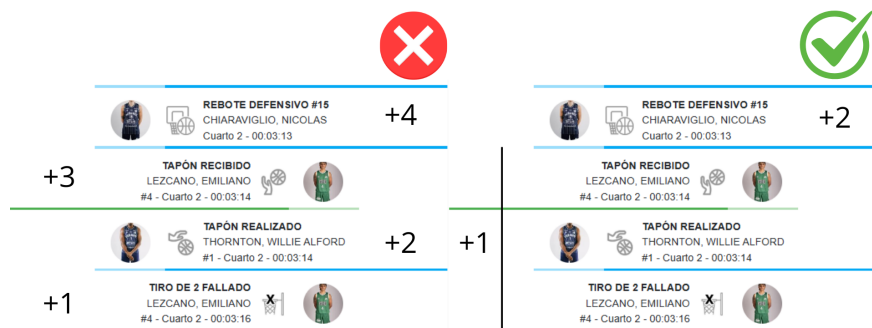 REBOTE DEFENSIVO #15
CHIARAVIGLIO, NICOLAS
Cuarto 2 - 00:03:13
+4
+3
TAPÓN RECIBIDO
LEZCANO, EMILIANO
#4 - Cuarto 2 - 00:03:14
TAPÓN REALIZADO
THORNTON, WILLIE ALFORD
#1 - Cuarto 2 - 00:03:14
+2
+1
TIRO DE 2 FALLADO
LEZCANO, EMILIANO
#4 - Cuarto 2 - 00:03:16
REBOTE DEFENSIVO #15
CHIARAVIGLIO, NICOLAS
Cuarto 2 - 00:03:13
+2
TAPÓN RECIBIDO
LEZCANO, EMILIANO
#4 - Cuarto 2 - 00:03:14
+1
TAPÓN REALIZADO
THORNTON, WILLIE ALFORD
#1 - Cuarto 2 - 00:03:14
TIRO DE 2 FALLADO
LEZCANO, EMILIANO
#4 - Cuarto 2 - 00:03:16